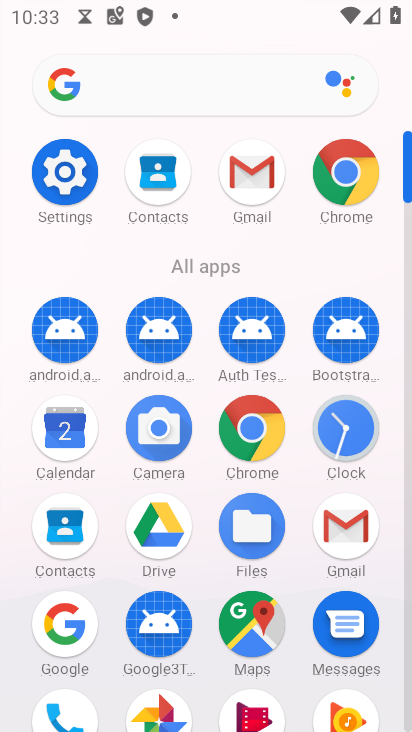 10:33
Settings Contacts Gmail Chrome
All apps
android.a... android.a... Auth Tes... Bootstra...
2
Calendar Camera Chrome Clock
Contacts Drive Files Gmail
Google Google3T... Maps Messages